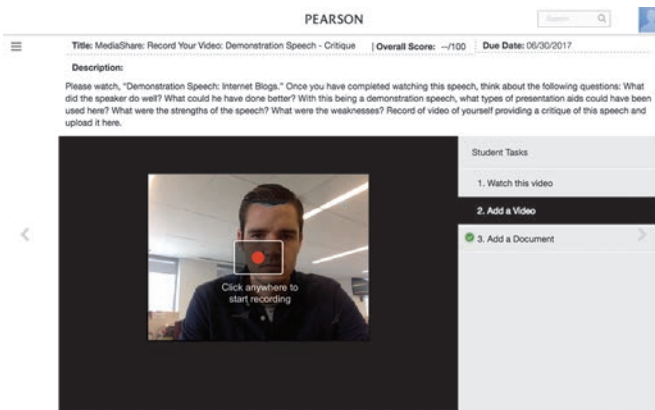 PEARSON
Search
Title: MediaShare: Record Your Video: Demonstration Speech - Critique | Overall Score: --/100 Due Date: 06/30/2017
Description:
Please watch, "Demonstration Speech: Internet Blogs." Once you have completed watching this speech, think about the following questions: What
did the speaker do well? What could he have done better? With this being a demonstration speech, what types of presentation aids could have been
used here? What were the strengths of the speech? What were the weaknesses? Record of video of yourself providing a critique of this speech and
upload it here.
Student Tasks
1. Watch this video
2. Add a Video
3. Add a Document
Click anywhere to
start recording